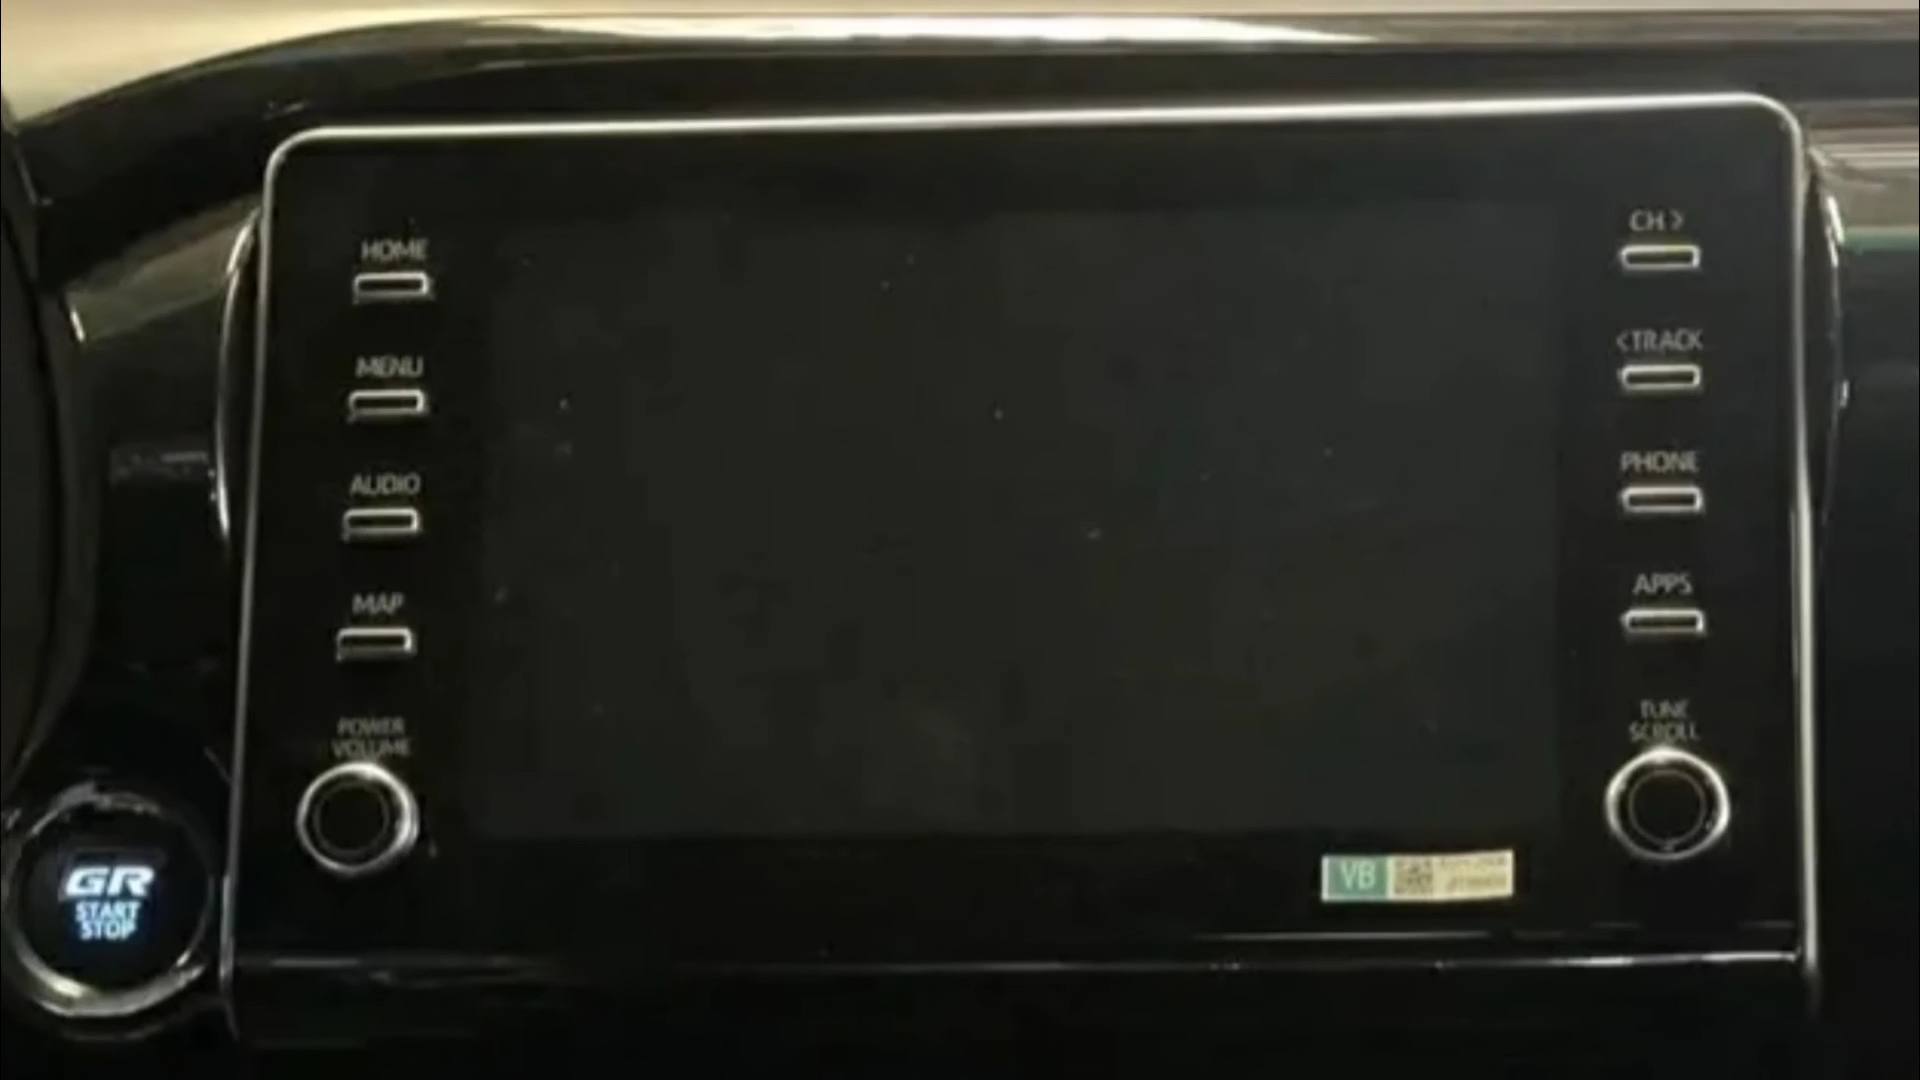 HOME
MENU
AUDIO
MAP
POWER
VOLUME
CH >
< TRACK
PHONE
APPS
TUNE
SCROLL
GR
START
STOP
VB